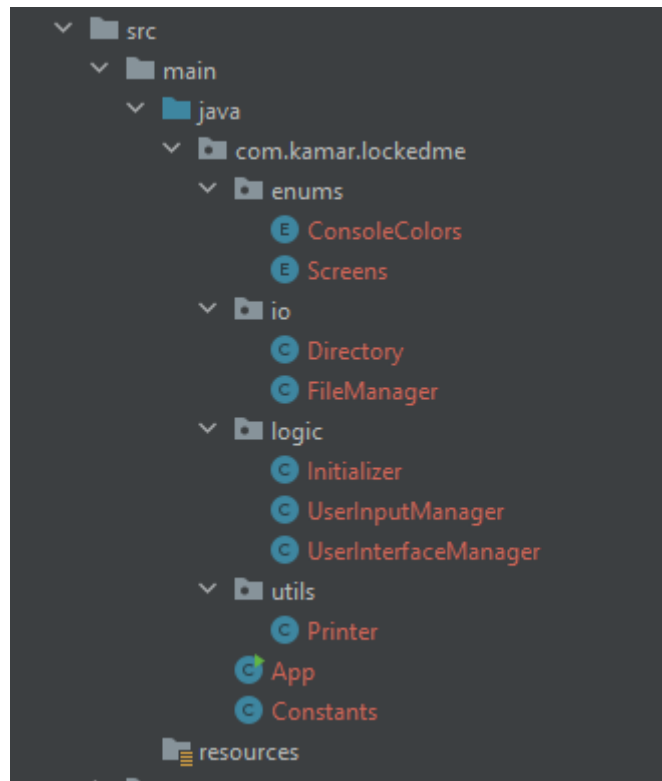 src
main
java
com.kamar.lockedme
enums
E ConsoleColors
E Screens
io
C Directory
C FileManager
logic
C Initializer
C UserInputManager
C UserInterfaceManager
utils
C Printer
C App
C Constants
resources